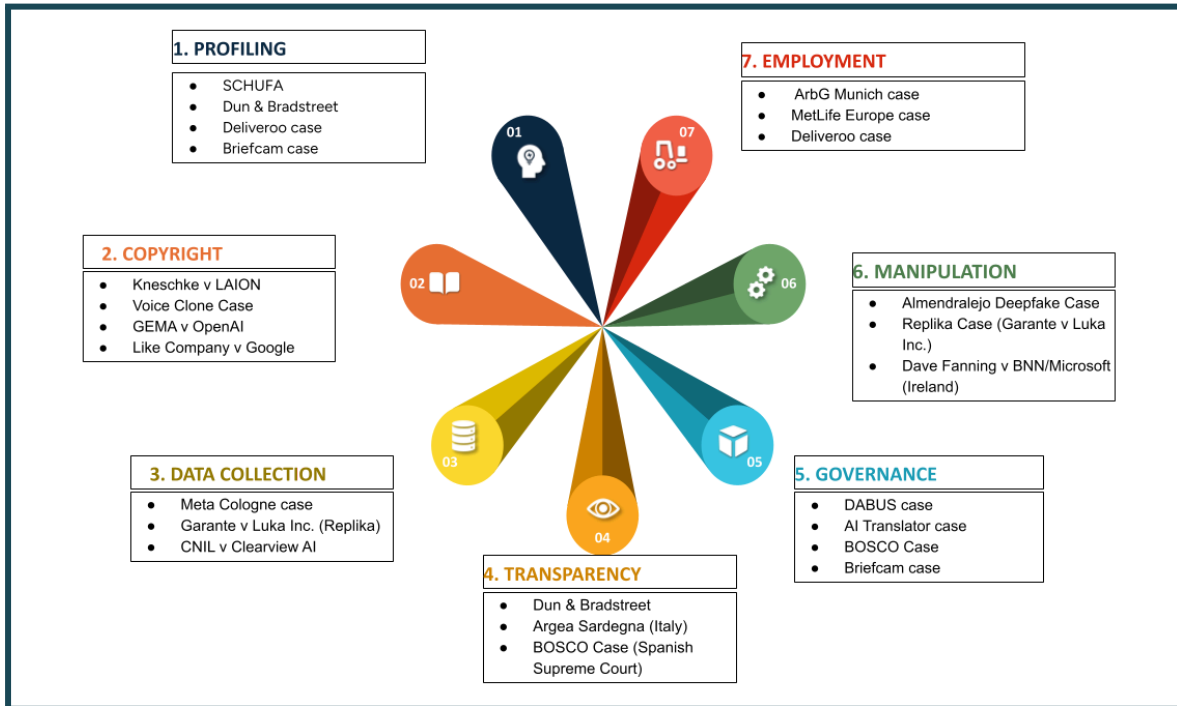 1. PROFILING
● SCHUFA
● Dun & Bradstreet
● Deliveroo case
● Briefcam case
2. COPYRIGHT
● Kneschke v LAION
● Voice Clone Case
● GEMA v OpenAI
● Like Company v Google
3. DATA COLLECTION
● Meta Cologne case
● Garante v Luka Inc. (Replika)
● CNIL v Clearview AI
4. TRANSPARENCY
● Dun & Bradstreet
● Argea Sardegna (Italy)
● BOSCO Case (Spanish
Supreme Court)
5. GOVERNANCE
● DABUS case
● AI Translator case
● BOSCO Case
● Briefcam case
6. MANIPULATION
● Almendralejo Deepfake Case
● Replika Case (Garante v Luka
Inc.)
● Dave Fanning v BNN/Microsoft
(Ireland)
7. EMPLOYMENT
● ArbG Munich case
● MetLife Europe case
● Deliveroo case
01
02
03
04
05
06
07